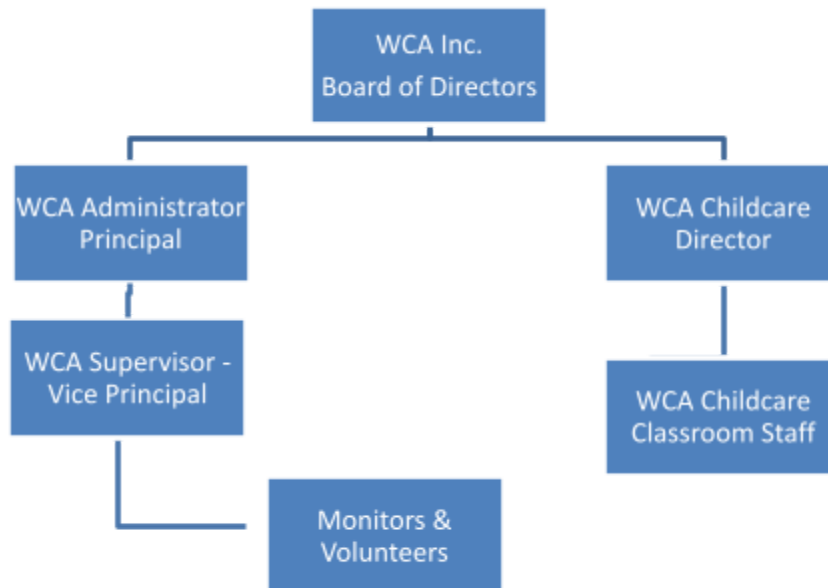 WCA Inc.
Board of Directors
WCA Administrator
Principal
WCA Childcare
Director
WCA Supervisor -
Vice Principal
WCA Childcare
Classroom Staff
Monitors &
Volunteers